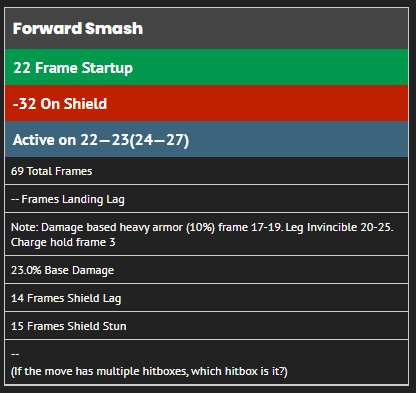 Forward Smash
22 Frame Startup
-32 On Shield
Active on 22—23(24—27)
69 Total Frames
-- Frames Landing Lag
Note: Damage based heavy armor (10%) frame 17-19. Leg Invincible 20-25.
Charge hold frame 3
23.0% Base Damage
14 Frames Shield Lag
15 Frames Shield Stun
--
(If the move has multiple hitboxes, which hitbox is it?)